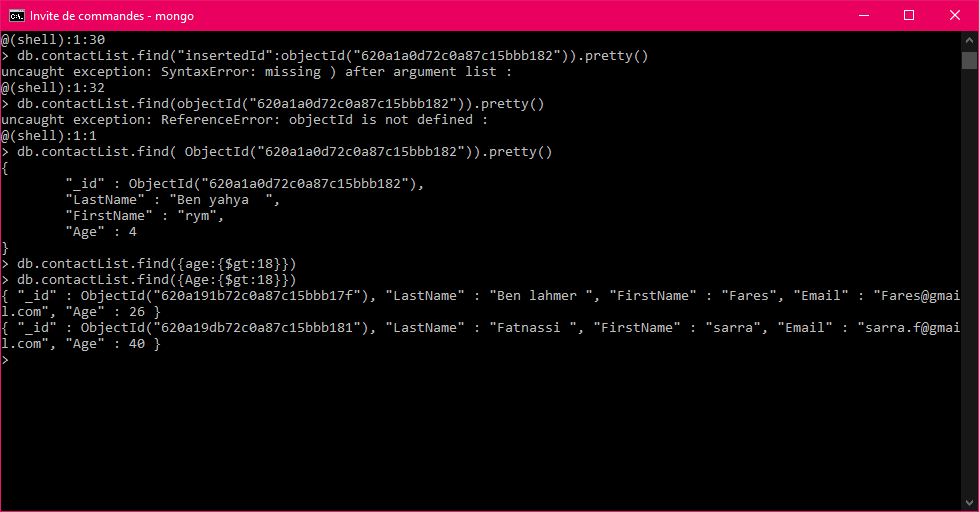 Invite de commandes - mongo
@(shell):1:30
> db.contactList.find("insertedId":objectId("620a1a0d72c0a87c15bbb182")).pretty()
uncaught exception: SyntaxError: missing ) after argument list :
@(shell):1:32
> db.contactList.find(objectId("620a1a0d72c0a87c15bbb182")).pretty()
uncaught exception: ReferenceError: objectId is not defined :
@(shell):1:1
> db.contactList.find( ObjectId("620a1a0d72c0a87c15bbb182")).pretty()
{
        "_id" : ObjectId("620a1a0d72c0a87c15bbb182"),
        "LastName" : "Ben yahya  ",
        "FirstName" : "rym",
        "Age" : 4
}
> db.contactList.find({age:{$gt:18}})
> db.contactList.find({Age:{$gt:18}})
{ "_id" : ObjectId("620a191b72c0a87c15bbb17f"), "LastName" : "Ben lahmer ", "FirstName" : "Fares", "Email" : "Fares@gmai
l.com", "Age" : 26 }
{ "_id" : ObjectId("620a19db72c0a87c15bbb181"), "LastName" : "Fatnassi ", "FirstName" : "sarra", "Email" : "sarra.f@gmai
l.com", "Age" : 40 }
>